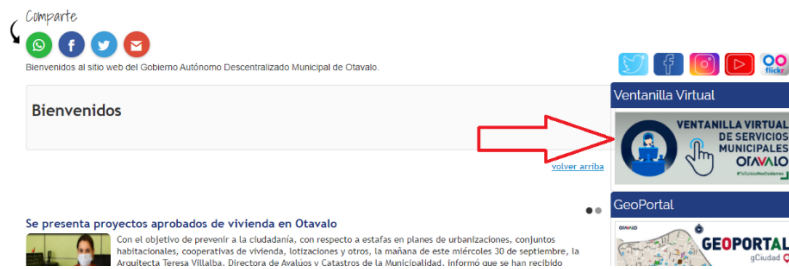 Comparte
Bienvenidos al sitio web del Gobierno Autónomo Descentralizado Municipal de Otavalo.
Bienvenidos
volver arriba
flickr
Ventanilla Virtual
VENTANILLA VIRTUAL
DE SERVICIOS
MUNICIPALES
OTAVALO
GeoPortal
OTAVALO
GEOPORTAL
gCiudad
Se presenta proyectos aprobados de vivienda en Otavalo
Con el objetivo de prevenir a la ciudadanía, con respecto a estafas en planes de urbanizaciones, conjuntos
habitacionales, cooperativas de vivienda, lotizaciones y otros, la mañana de este miércoles 30 de septiembre, la
Arquitecta Teresa Villalba, Directora de Avalúos y Catastros de la Municipalidad, informó que se han recibido